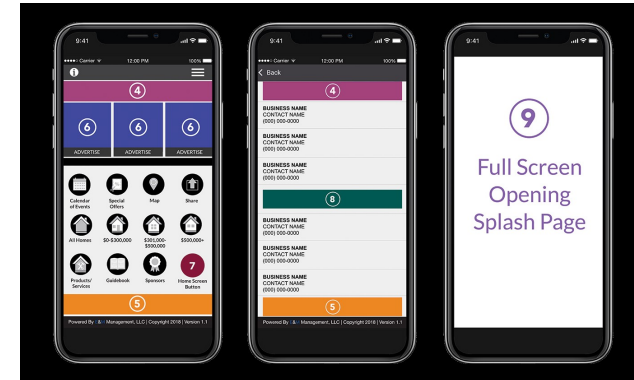 9:41
Carrier
12:00 PM
100%
4
6
6
6
ADVERTISE
ADVERTISE
ADVERTISE
Calendar
of Events
Special
Offers
Map
Share
All Homes
$0-$300,000
$301,000-
$500,000
$500,000+
Products/
Services
Guidebook
Sponsors
7
Home Screen
Button
5
Powered By & Management, LLC | Copyright 2018 | Version 1.1
9:41
Carrier
12:00 PM
100%
Back
4
BUSINESS NAME
CONTACT NAME
(000) 000-0000
BUSINESS NAME
CONTACT NAME
(000) 000-0000
BUSINESS NAME
CONTACT NAME
(000) 000-0000
8
BUSINESS NAME
CONTACT NAME
(000) 000-0000
BUSINESS NAME
CONTACT NAME
(000) 000-0000
BUSINESS NAME
CONTACT NAME
(000) 000-0000
5
Powered By & Management, LLC | Copyright 2018 | Version 1.1
9:41
9
Full Screen
Opening
Splash Page